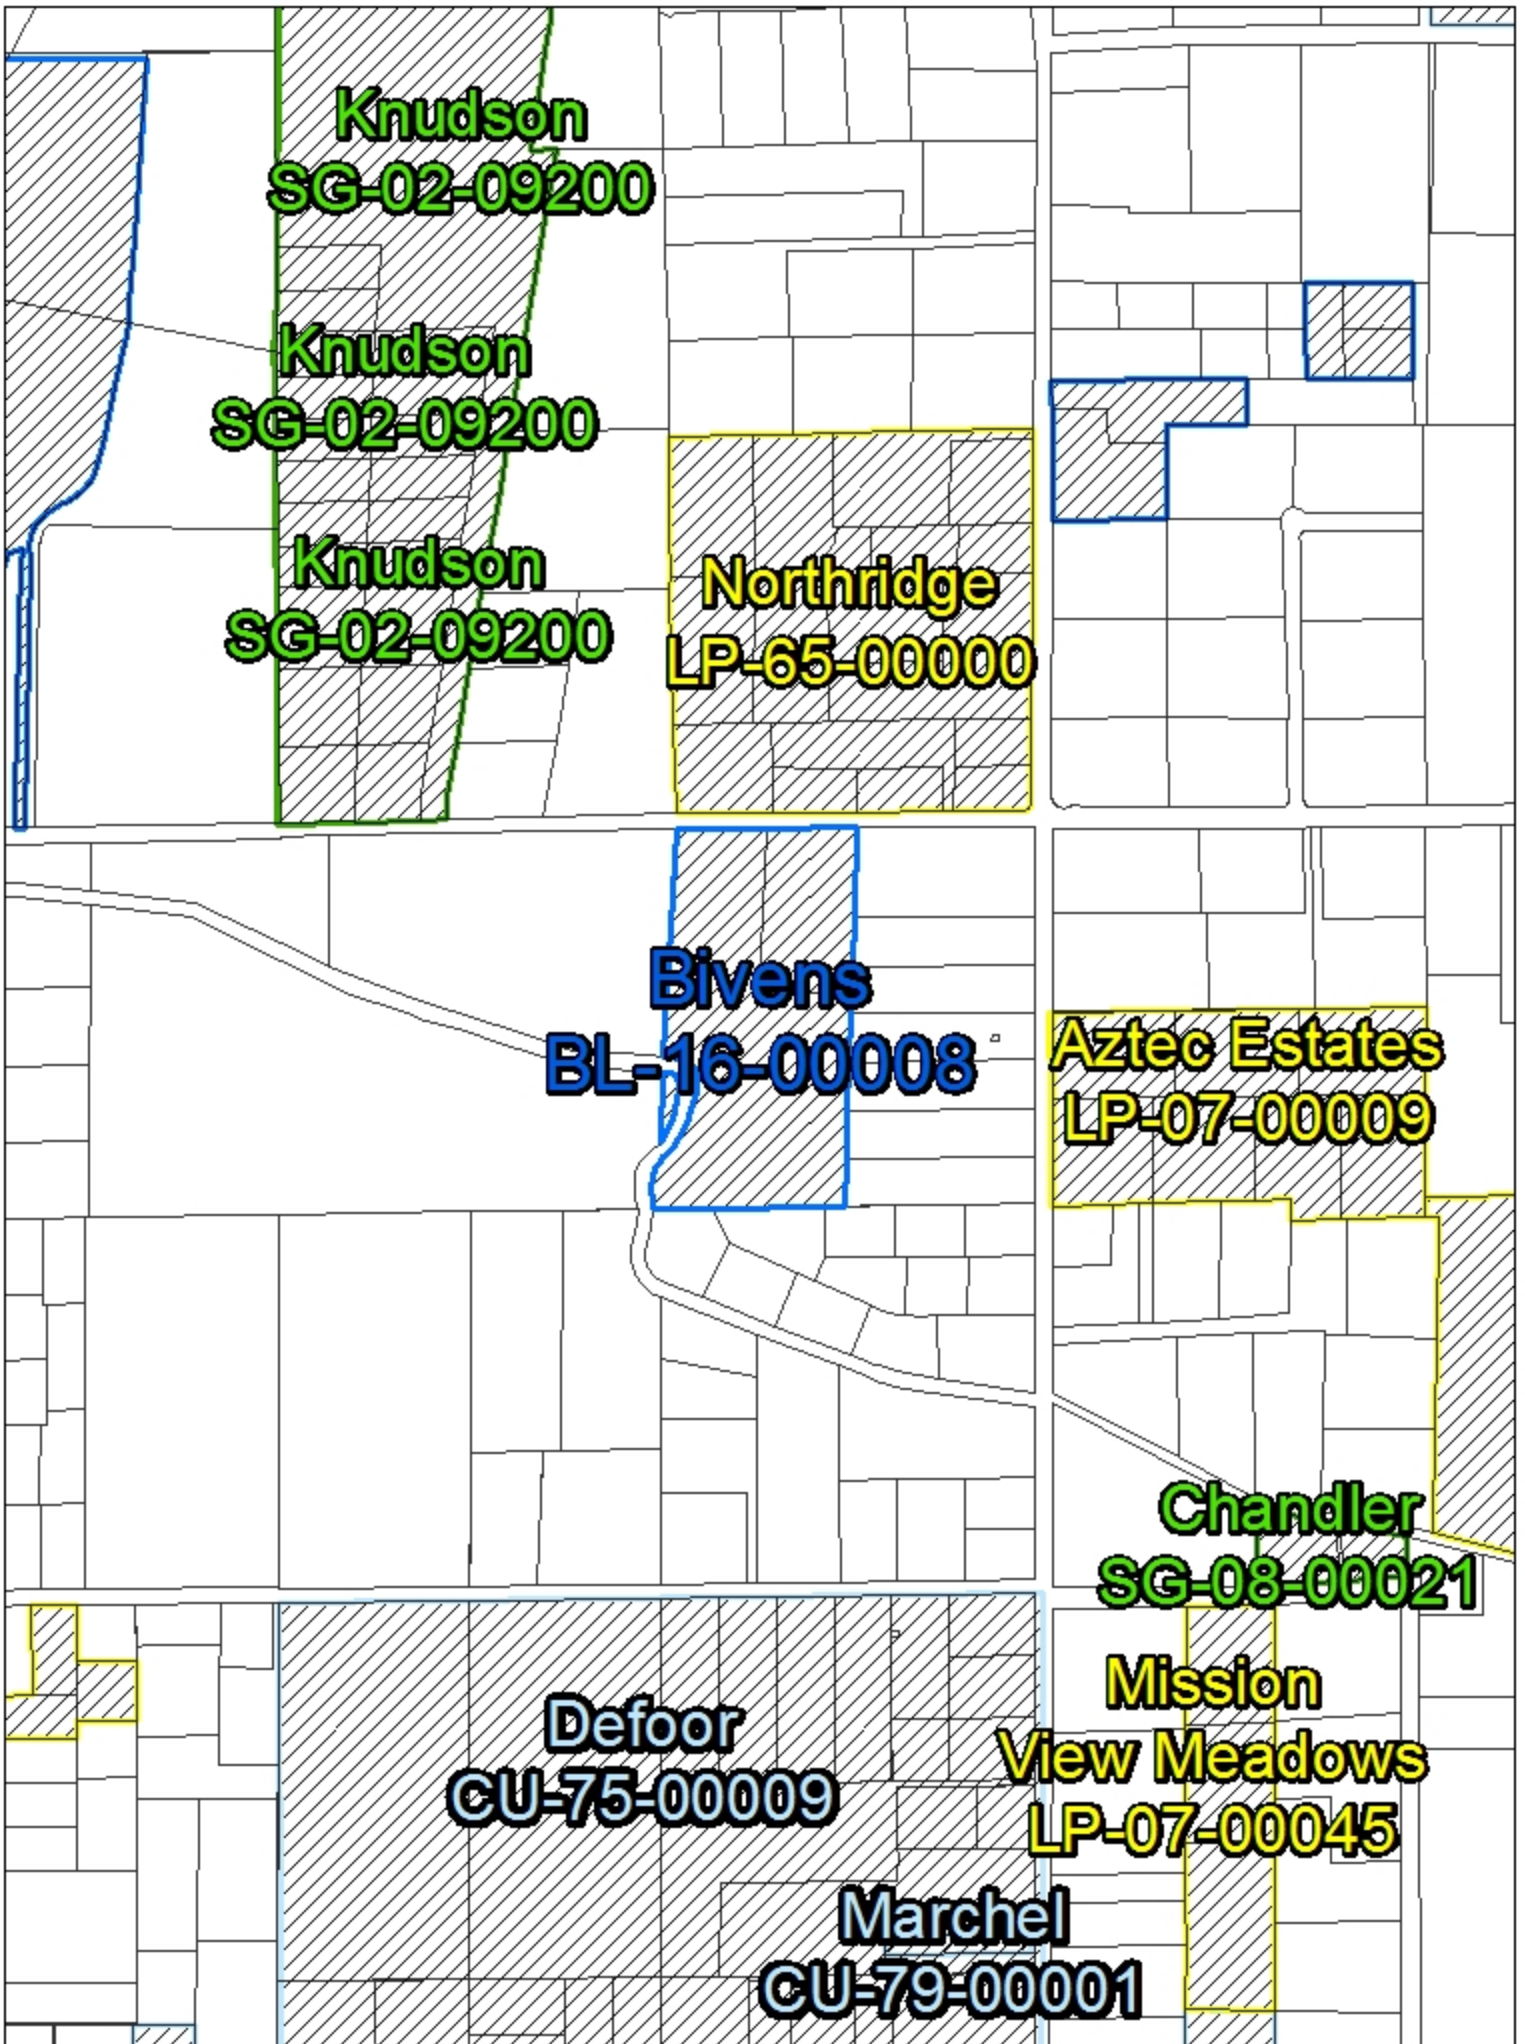 Knudson
SG-02-09200
Knudson
SG-02-09200
Knudson
SG-02-09200
Northridge
LP-65-00000
Bivens
BL-16-00008
Aztec Estates
LP-07-00009
Chandler
SG-08-00021
Mission
View Meadows
LP-07-00045
Defoor
CU-75-00009
Marchel
CU-79-00001